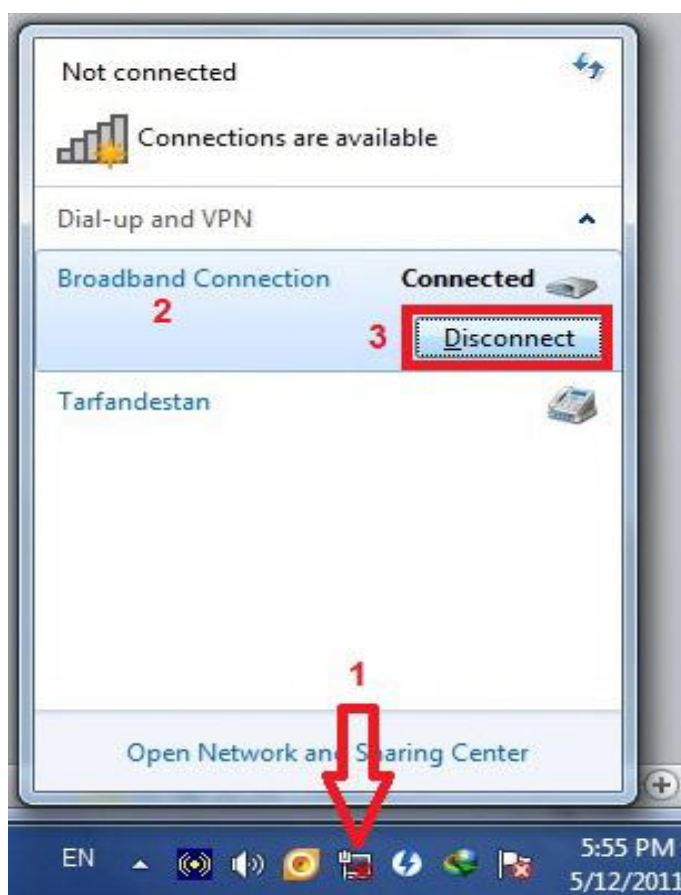 Not connected
Connections are available
Dial-up and VPN
Broadband Connection Connected
2
3 Disconnect
Tarfandestan
1
Open Network and Sharing Center
EN 5:55 PM
5/12/2011